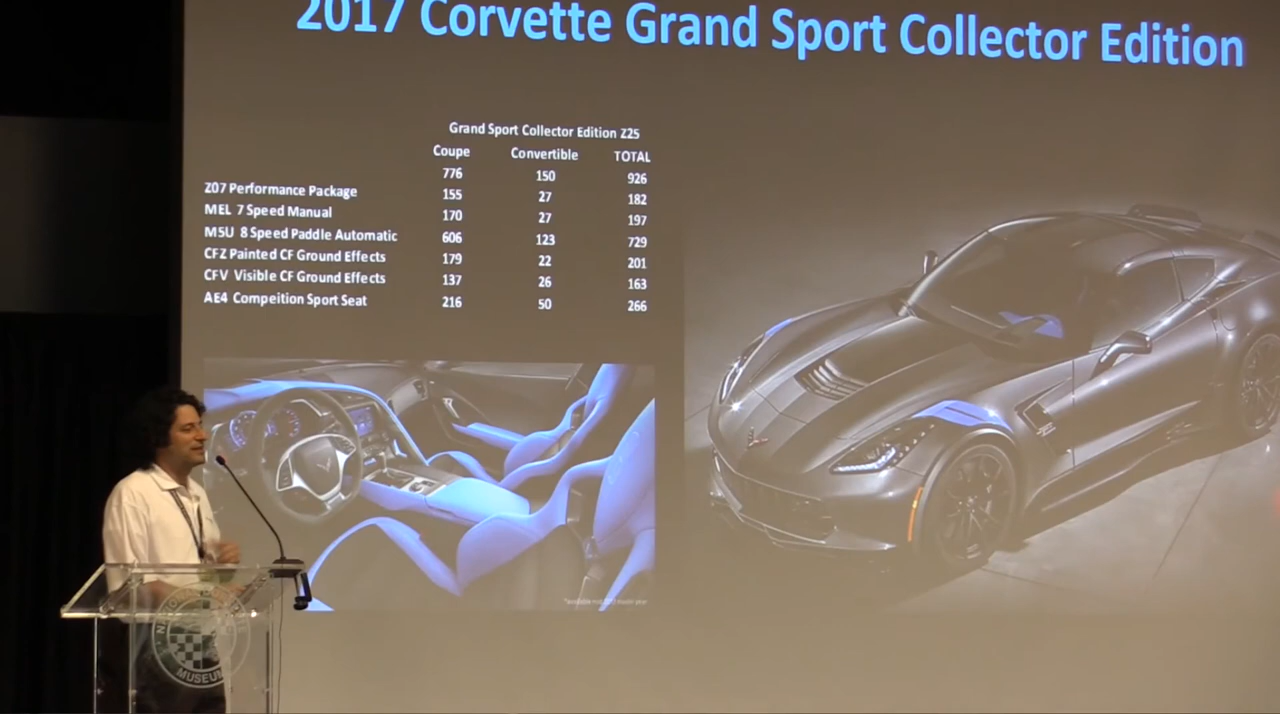 2017 Corvette Grand Sport Collector Edition
Grand Sport Collector Edition Z25
Coupe Convertible TOTAL
776 150 926
Z07 Performance Package 155 27 182
MEL 7 Speed Manual 170 27 197
M5U 8 Speed Paddle Automatic 606 123 729
CFZ Painted CF Ground Effects 179 22 201
CFV Visible CF Ground Effects 137 26 163
AE4 Compeition Sport Seat 216 50 266
MUSEUM